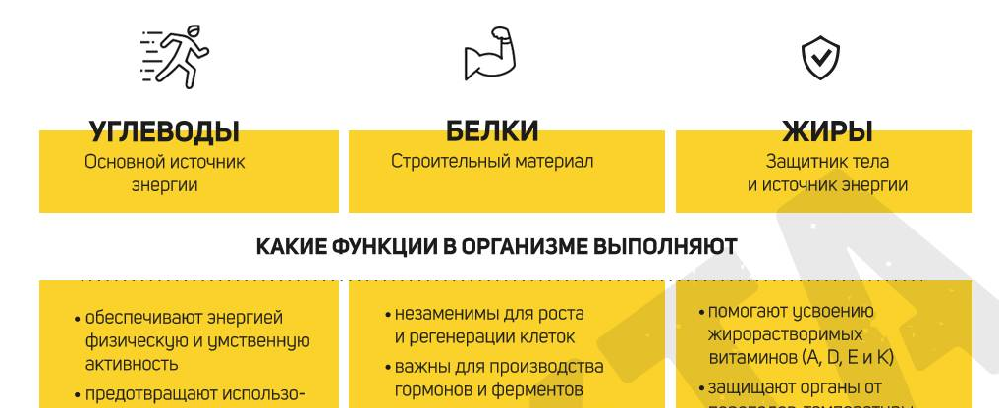 УГЛЕВОДЫ
Основной источник
энергии
БЕЛКИ
Строительный материал
ЖИРЫ
Защитник тела
и источник энергии
КАКИЕ ФУНКЦИИ В ОРГАНИЗМЕ ВЫПОЛНЯЮТ
• обеспечивают энергией
физическую и умственную
активность
• предотвращают использо-
• незаменимы для роста
и регенерации клеток
• важны для производства
гормонов и ферментов
• помогают усвоению
жирорастворимых
витаминов (A, D, E и K)
• защищают органы от